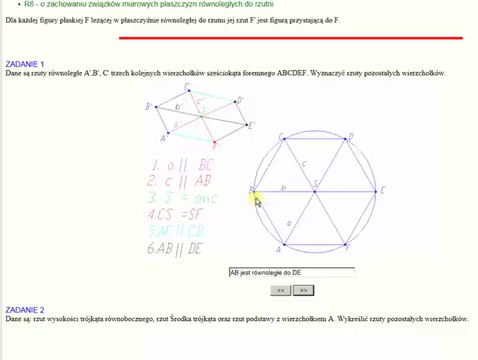 R8 - o zachowaniu związków miarowych płaszczyzn równoległych do rzutni
Dla każdej figury płaskiej F leżącej w płaszczyźnie równoległej do rzutni jej rzut F' jest figurą przystającą do F.
ZADANIE 1
Dane są rzuty równoległe A',B', C' trzech kolejnych wierzchołków sześciokąta foremnego ABCDEF. Wyznaczyć rzuty pozostałych wierzchołków.
C'
B' b' D'
a' E'
A'
C D
c
B b S E
a
A F
1. a || BC
2. c || AB
3. S = a∩c
4. CS = SF
5. AF || CD
6. AB || DE
AB jest równoległe do DE
<< >>
ZADANIE 2
Dane są: rzut wysokości trójkąta równobocznego, rzut Środka trójkąta oraz rzut podstawy z wierzchołkiem A. Wykreślić rzuty pozostałych wierzchołków.